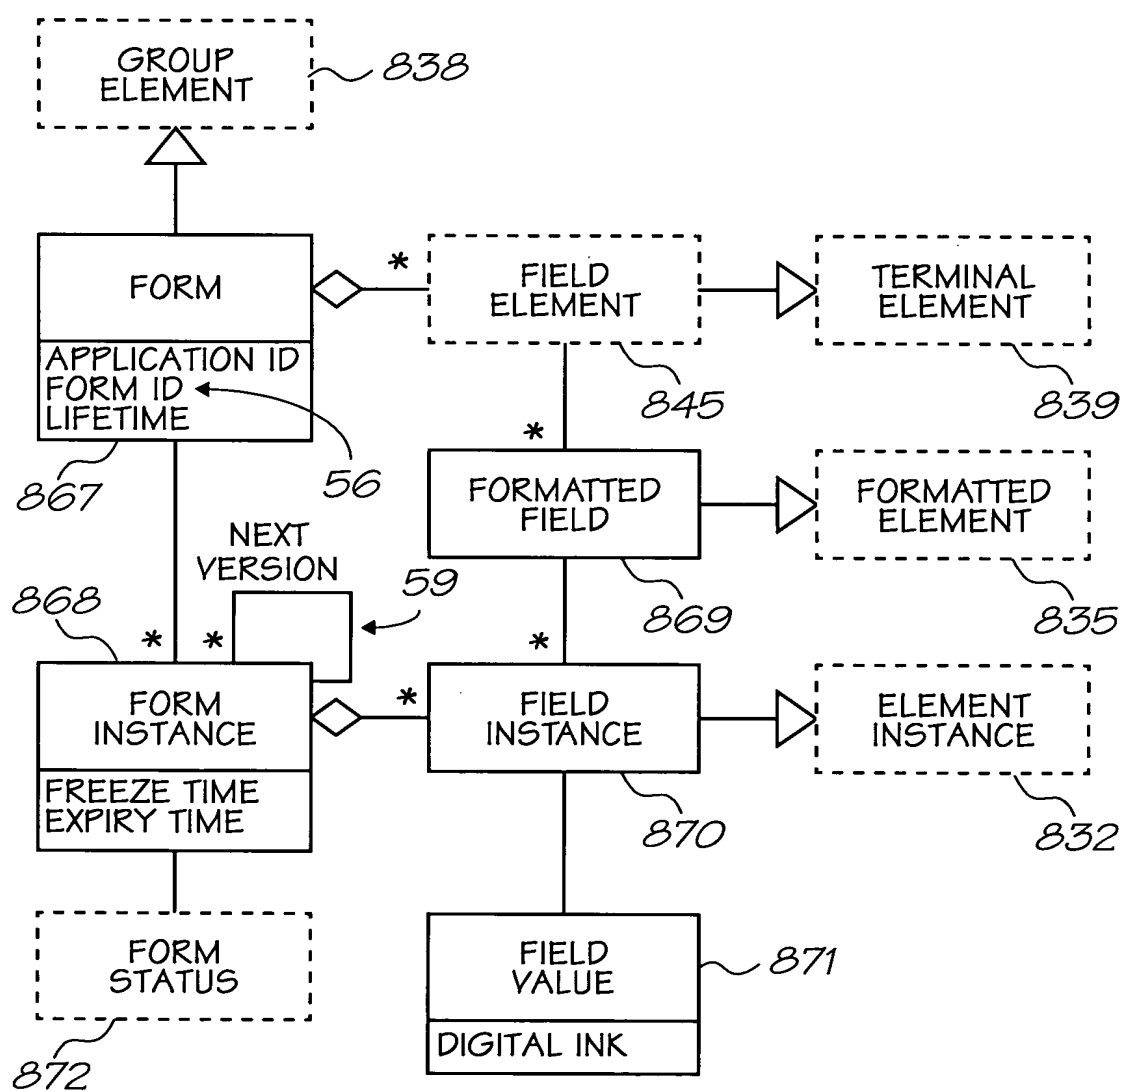 GROUP
ELEMENT
838
FORM
*
FIELD
ELEMENT
TERMINAL
ELEMENT
APPLICATION ID
FORM ID
LIFETIME
867
56
845
839
*
FORMATTED
FIELD
FORMATTED
ELEMENT
NEXT
VERSION
59
868
869
835
*
*
*
FORM
INSTANCE
*
FIELD
INSTANCE
ELEMENT
INSTANCE
FREEZE TIME
EXPIRY TIME
870
832
FORM
STATUS
FIELD
VALUE
871
DIGITAL INK
872